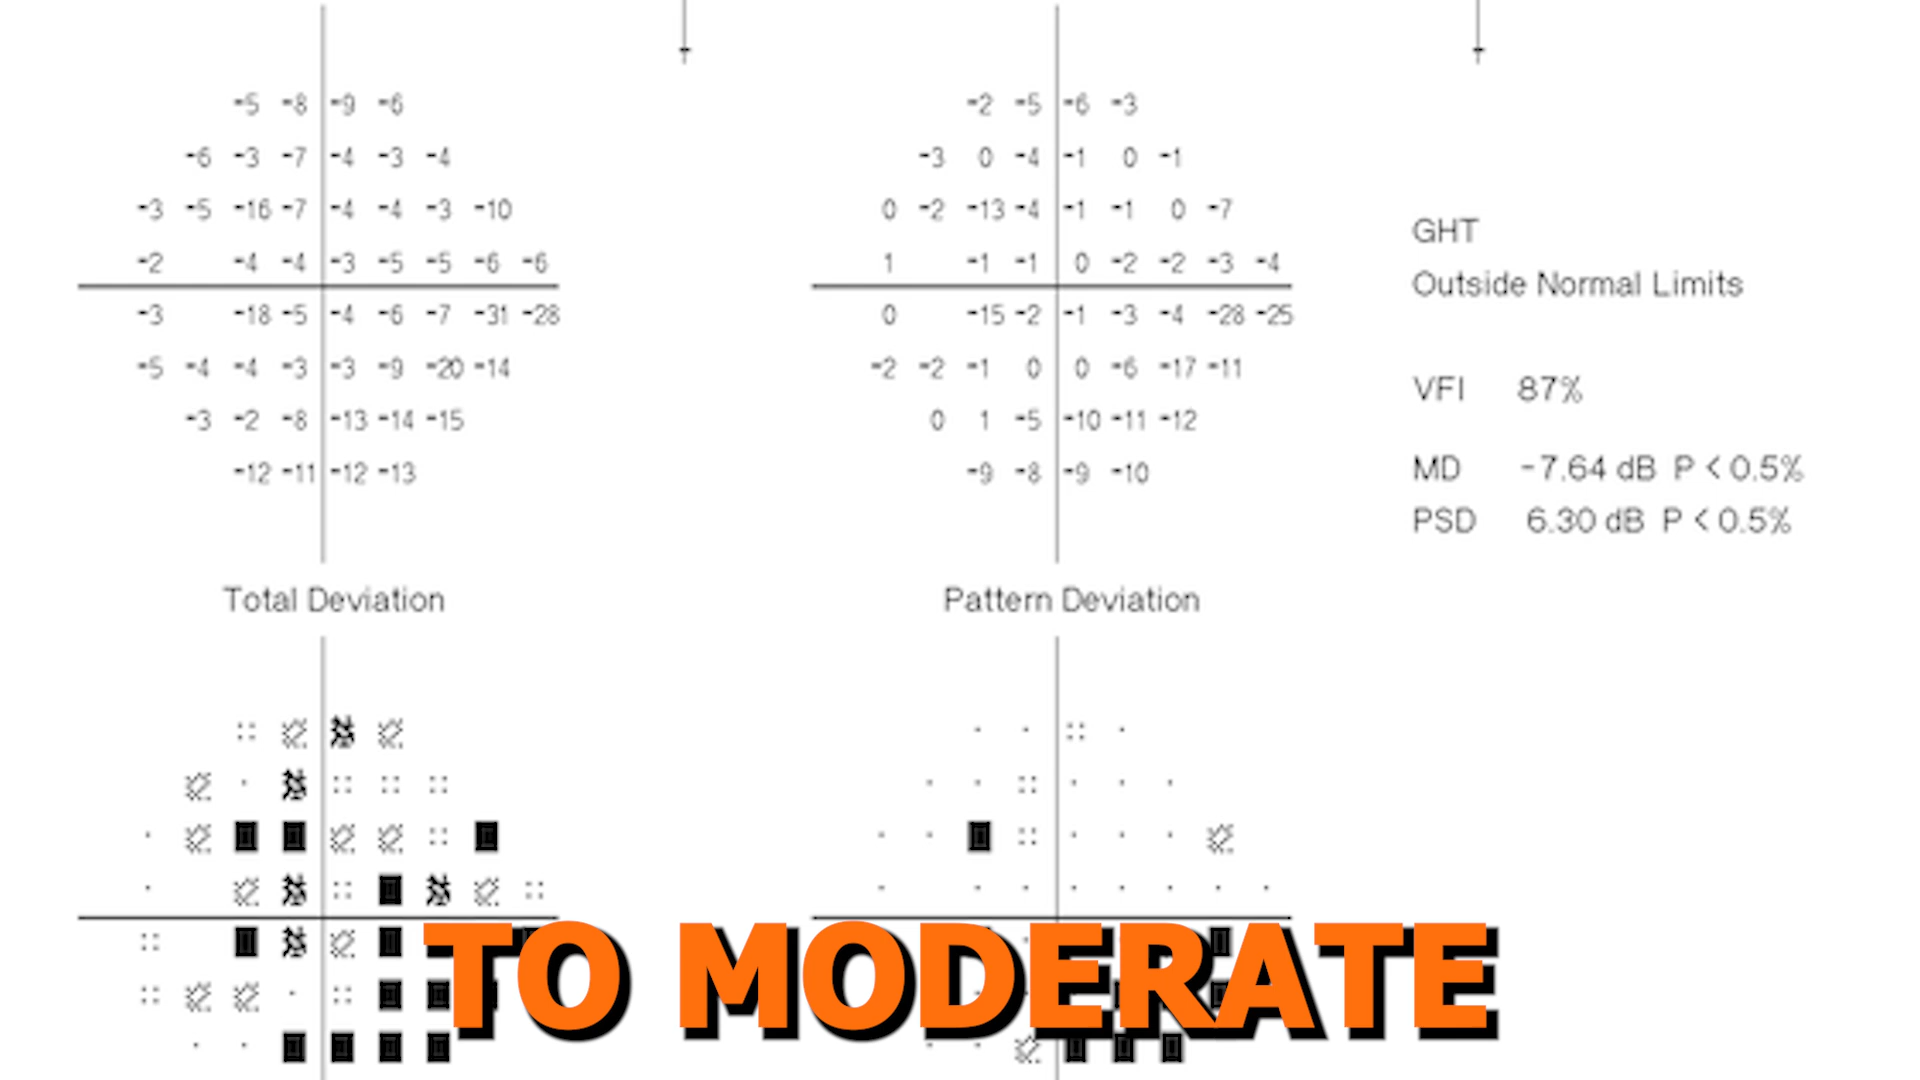 -5 -8 -9 -6
-6 -3 -7 -4 -3 -4
-3 -5 -16 -7 -4 -4 -3 -10
-2 -4 -4 -3 -5 -5 -6 -6
-3 -18 -5 -4 -6 -7 -31 -28
-5 -4 -4 -3 -3 -9 -20 -14
-3 -2 -8 -13 -14 -15
-12 -11 -12 -13
Total Deviation
-2 -5 -6 -3
-3 0 -4 -1 0 -1
0 -2 -13 -4 -1 -1 0 -7
1 -1 -1 0 -2 -2 -3 -4
0 -15 -2 -1 -3 -4 -28 -25
-2 -2 -1 0 0 -6 -17 -11
0 1 -5 -10 -11 -12
-9 -8 -9 -10
Pattern Deviation
GHT
Outside Normal Limits
VFI 87%
MD -7.64 dB P < 0.5%
PSD 6.30 dB P < 0.5%
TO MODERATE